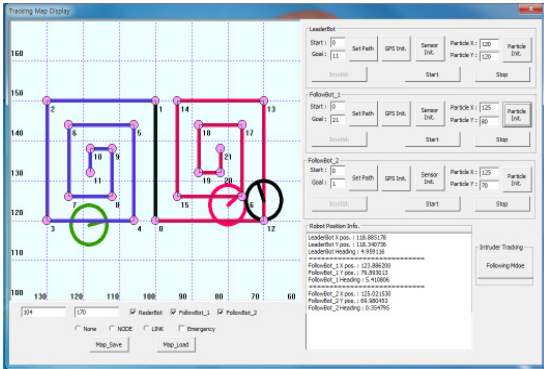 Tracking Map Display
160
150
140
130
120
110
100
130 120 110 100 90 80 70 60
2 1 14 13
6 5 18 17
10 9 21
11 19 20
7 8 15 16
3 4 0 12
104 170 ReaderBot FollowBot_1 FollowBot_2
None NODE LINK Emergency
Map_Save Map_Load
LeaderBot
Start : 0 Set Path GPS Init. Sensor Init. Particle X : 120 Particle Init.
Goal : 11 Particle Y : 120
Joystick Start Stop
FollowBot_1
Start : 0 Set Path GPS Init. Sensor Init. Particle X : 125 Particle Init.
Goal : 21 Particle Y : 80
Joystick Start Stop
FollowBot_2
Start : 0 Set Path GPS Init. Sensor Init. Particle X : 125 Particle Init.
Goal : 1 Particle Y : 70
Joystick Start Stop
Robot Position Info.
LeaderBot X pos. : 118.885178
LeaderBot Y pos. : 118.340738
LeaderBot Heading : 4.959116
FollowBot_1 X pos. : 123.886200
FollowBot_1 Y pos. : 79.893013
FollowBot_1 Heading : 5.410806
FollowBot_2 X pos. : 125.021530
FollowBot_2 Y pos. : 69.980453
FollowBot_2 Heading : 0.354795
Intruder Tracking
Following Mdoe